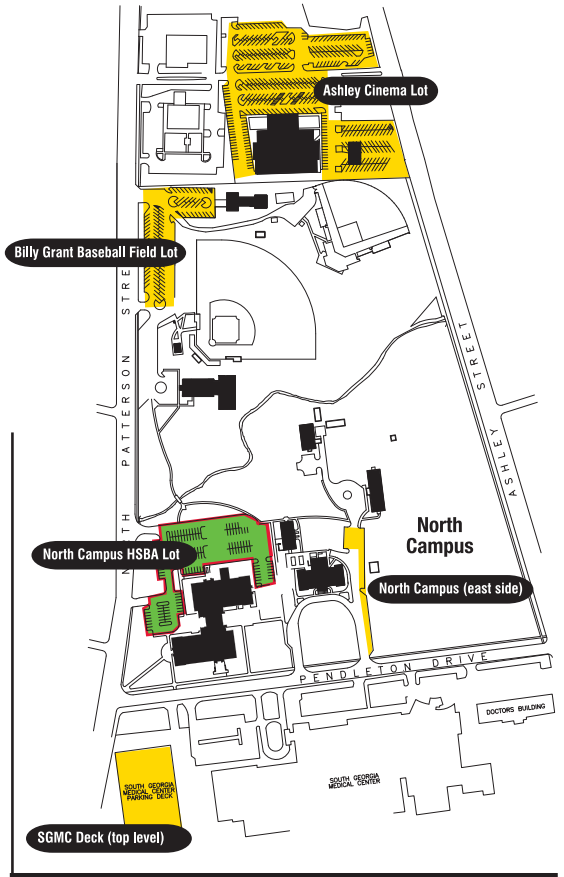 Ashley Cinema Lot
Billy Grant Baseball Field Lot
NORTH PATTERSON STREET
ASHLEY STREET
North
Campus
North Campus HSBA Lot
North Campus (east side)
PENDLETON DRIVE
DOCTORS BUILDING
SOUTH GEORGIA
MEDICAL CENTER
PARKING DECK
SOUTH GEORGIA
MEDICAL CENTER
SGMC Deck (top level)